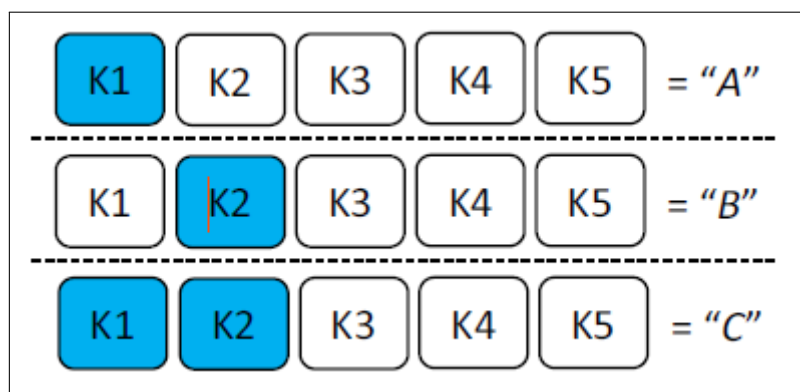 K1 K2 K3 K4 K5 = “A”
K1 K2 K3 K4 K5 = “B”
K1 K2 K3 K4 K5 = “C”